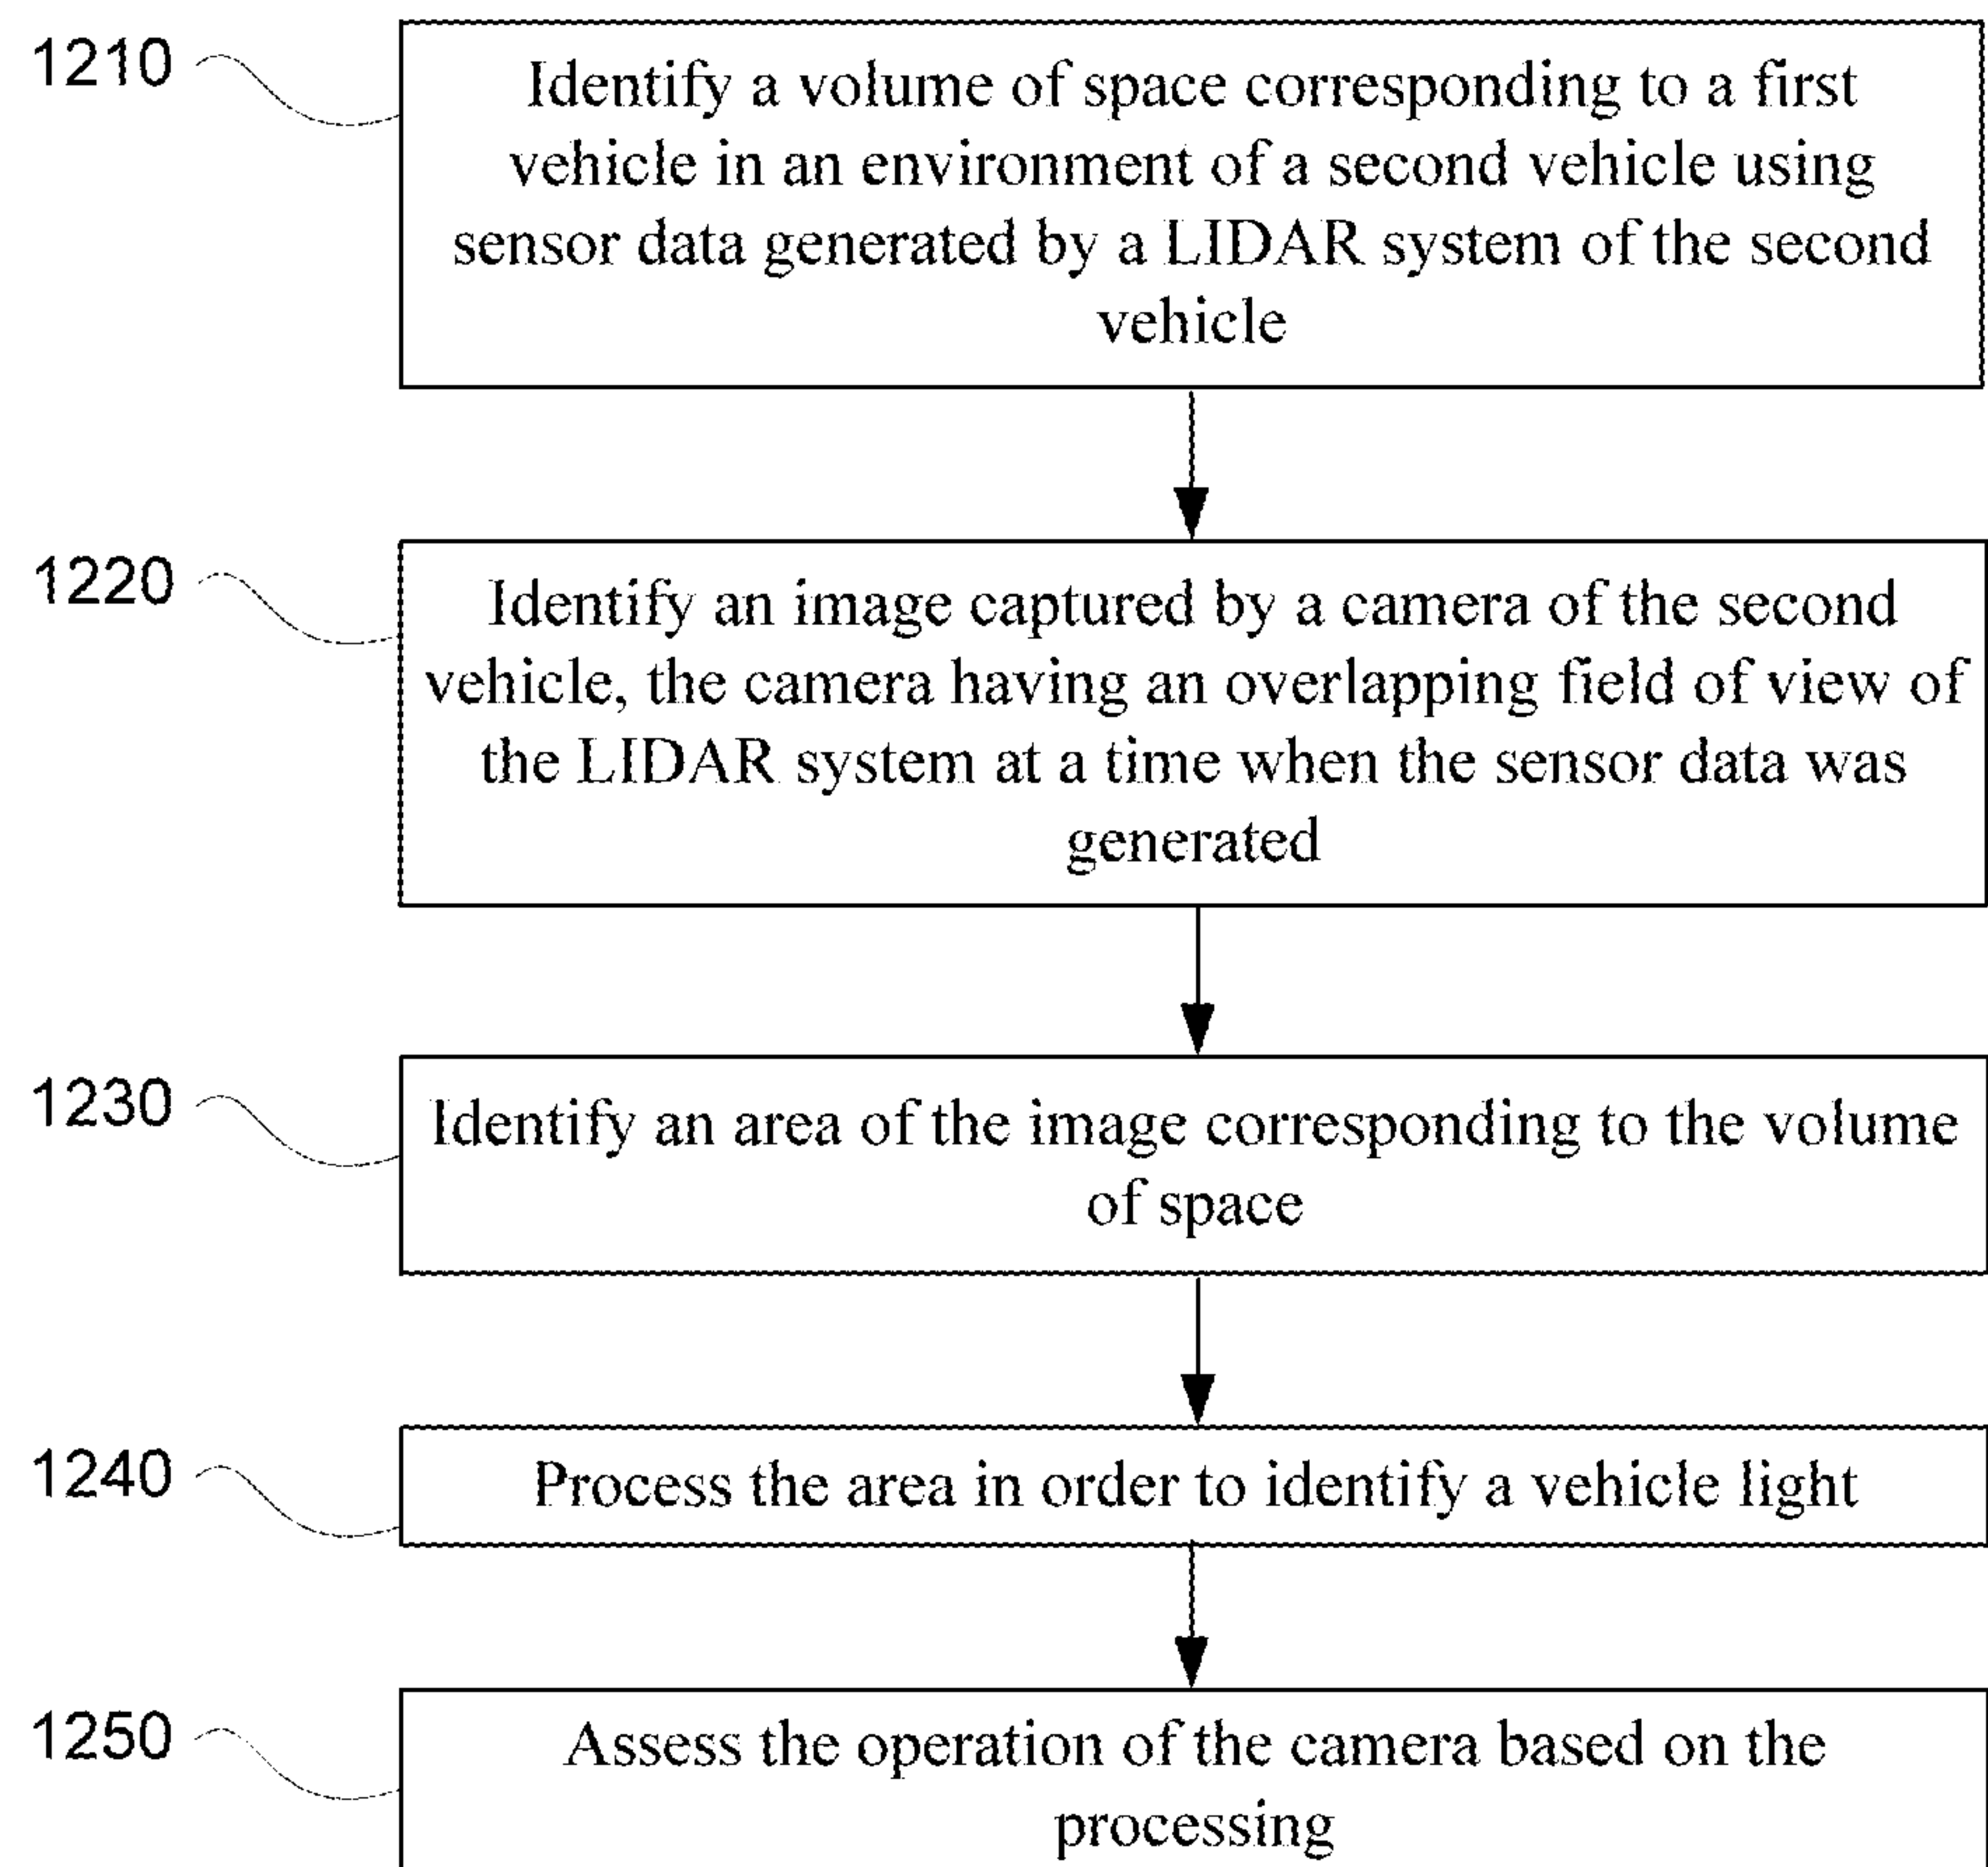 1210
Identify a volume of space corresponding to a first
vehicle in an environment of a second vehicle using
sensor data generated by a LIDAR system of the second
vehicle
1220
Identify an image captured by a camera of the second
vehicle, the camera having an overlapping field of view of
the LIDAR system at a time when the sensor data was
generated
1230
Identify an area of the image corresponding to the volume
of space
1240
Process the area in order to identify a vehicle light
1250
Assess the operation of the camera based on the
processing